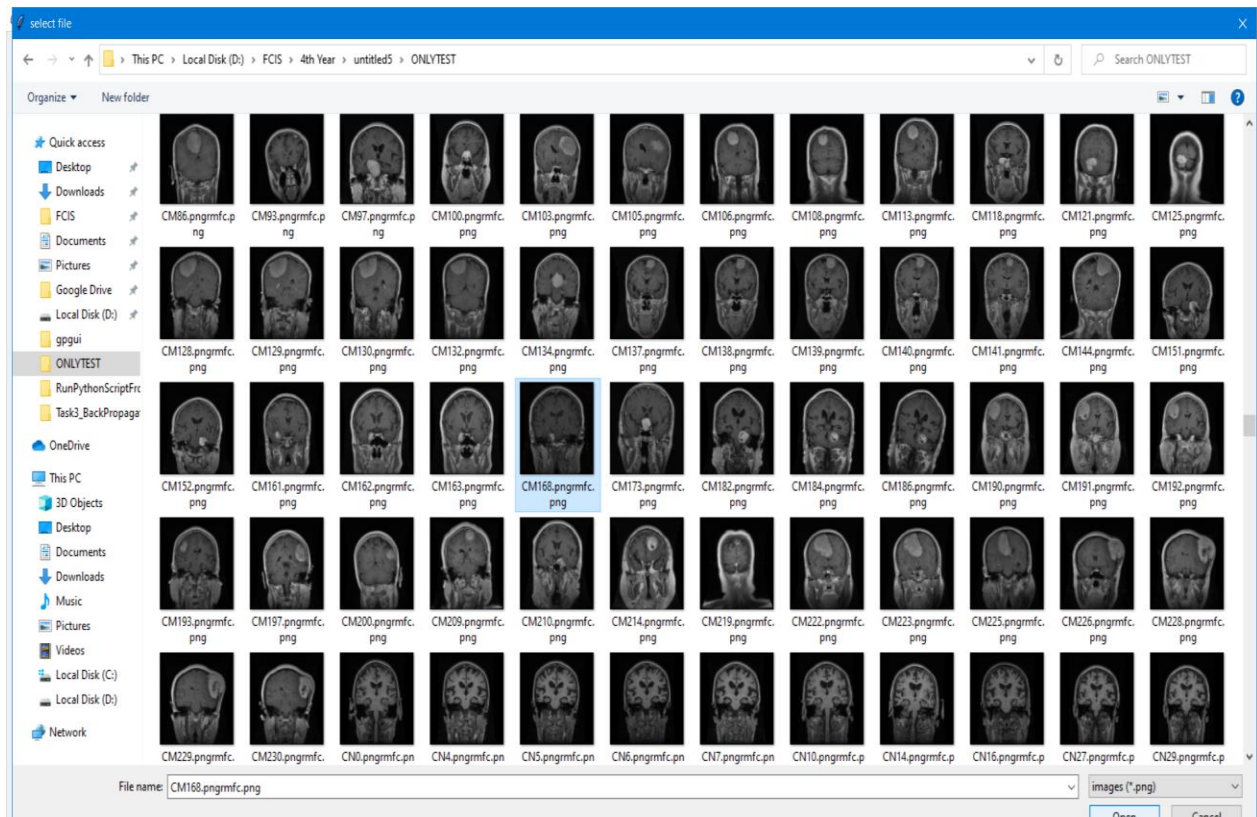 select file
This PC > Local Disk (D:) > FCIS > 4th Year > untitled5 > ONLYTEST
Search ONLYTEST
Organize
New folder
Quick access
Desktop
Downloads
FCIS
Documents
Pictures
Google Drive
Local Disk (D:)
gpgui
ONLYTEST
RunPythonScriptFrc
Task3_BackPropaga
OneDrive
This PC
3D Objects
Desktop
Documents
Downloads
Music
Pictures
Videos
Local Disk (C:)
Local Disk (D:)
Network
CM86.pngrmfc.p CM93.pngrmfc.p CM97.pngrmfc.p CM100.pngrmfc. CM103.pngrmfc. CM105.pngrmfc. CM106.pngrmfc. CM108.pngrmfc. CM113.pngrmfc. CM118.pngrmfc. CM121.pngrmfc. CM125.pngrmfc.
ng ng ng png png png png png png png png png
CM128.pngrmfc. CM129.pngrmfc. CM130.pngrmfc. CM132.pngrmfc. CM134.pngrmfc. CM137.pngrmfc. CM138.pngrmfc. CM139.pngrmfc. CM140.pngrmfc. CM141.pngrmfc. CM144.pngrmfc. CM151.pngrmfc.
png png png png png png png png png png png png
CM152.pngrmfc. CM161.pngrmfc. CM162.pngrmfc. CM163.pngrmfc. CM168.pngrmfc. CM173.pngrmfc. CM182.pngrmfc. CM184.pngrmfc. CM186.pngrmfc. CM190.pngrmfc. CM191.pngrmfc. CM192.pngrmfc.
png png png png png png png png png png png png
CM193.pngrmfc. CM197.pngrmfc. CM200.pngrmfc. CM209.pngrmfc. CM210.pngrmfc. CM214.pngrmfc. CM219.pngrmfc. CM222.pngrmfc. CM223.pngrmfc. CM225.pngrmfc. CM226.pngrmfc. CM228.pngrmfc.
png png png png png png png png png png png png
CM229.pngrmfc. CM230.pngrmfc. CN0.pngrmfc.pn CN4.pngrmfc.pn CN5.pngrmfc.pn CN6.pngrmfc.pn CN7.pngrmfc.pn CN10.pngrmfc.p CN14.pngrmfc.p CN16.pngrmfc.p CN27.pngrmfc.p CN29.pngrmfc.p
File name: CM168.pngrmfc.png
images (*.png)
Open Cancel